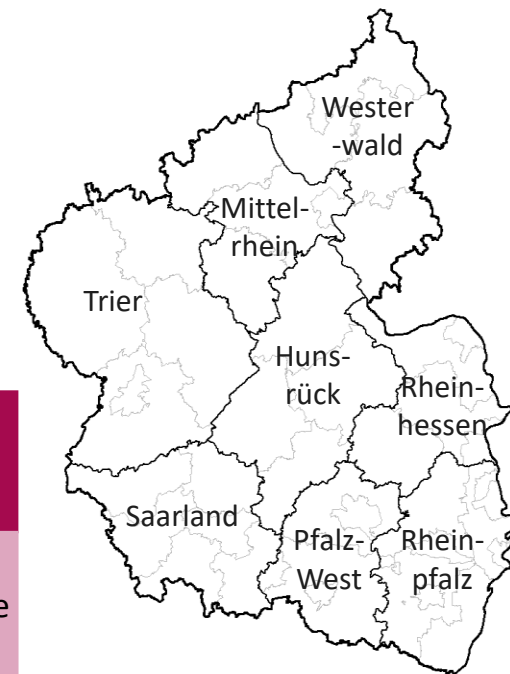 Wester
-wald
Mittel-
rhein
Trier
Huns-
rück
Rhein-
hessen
Saarland
Pfalz-
West
Rhein-
pfalz
e